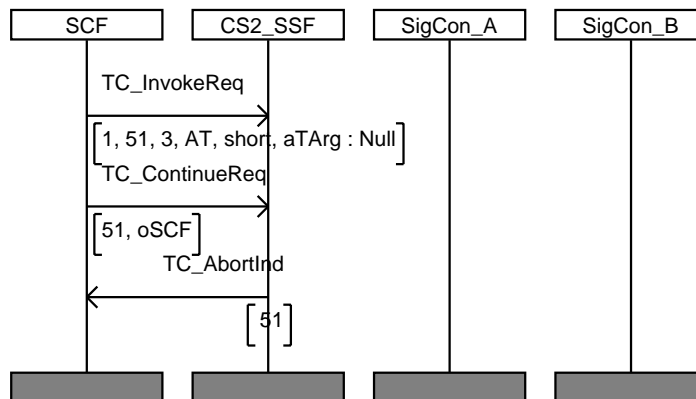 SCF CS2_SSF SigCon_A SigCon_B
TC_InvokeReq
1, 51, 3, AT, short, aTArg : Null
TC_ContinueReq
51, oSCF
TC_AbortInd
51